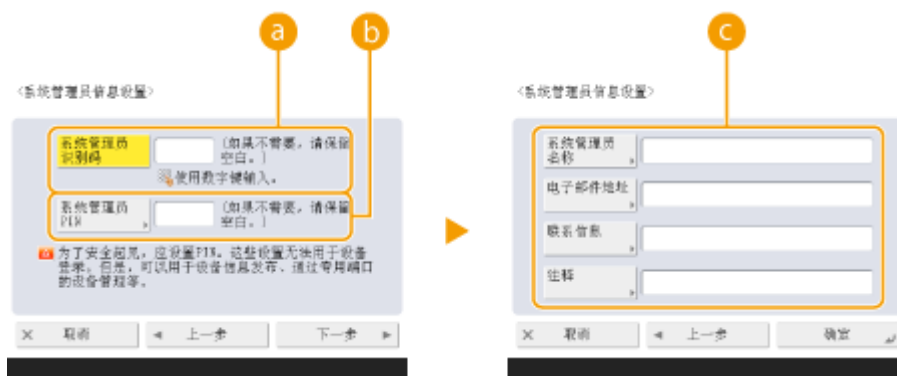 a
b
c
<系统管理员信息设置>
系统管理员
识别码
(如果不需要，请保留
空白。)
使用数字键输入。
系统管理员
PIN
(如果不需要，请保留
空白。)
为了安全起见，应设置PIN。这些设置无法用于设备
登录。但是，可以用于设备信息发布、通过专用端口
的设备管理等。
× 取消
◀ 上一步
下一步 ▶
<系统管理员信息设置>
系统管理员
名称
电子邮件地址
联系信息
注释
× 取消
◀ 上一步
确定